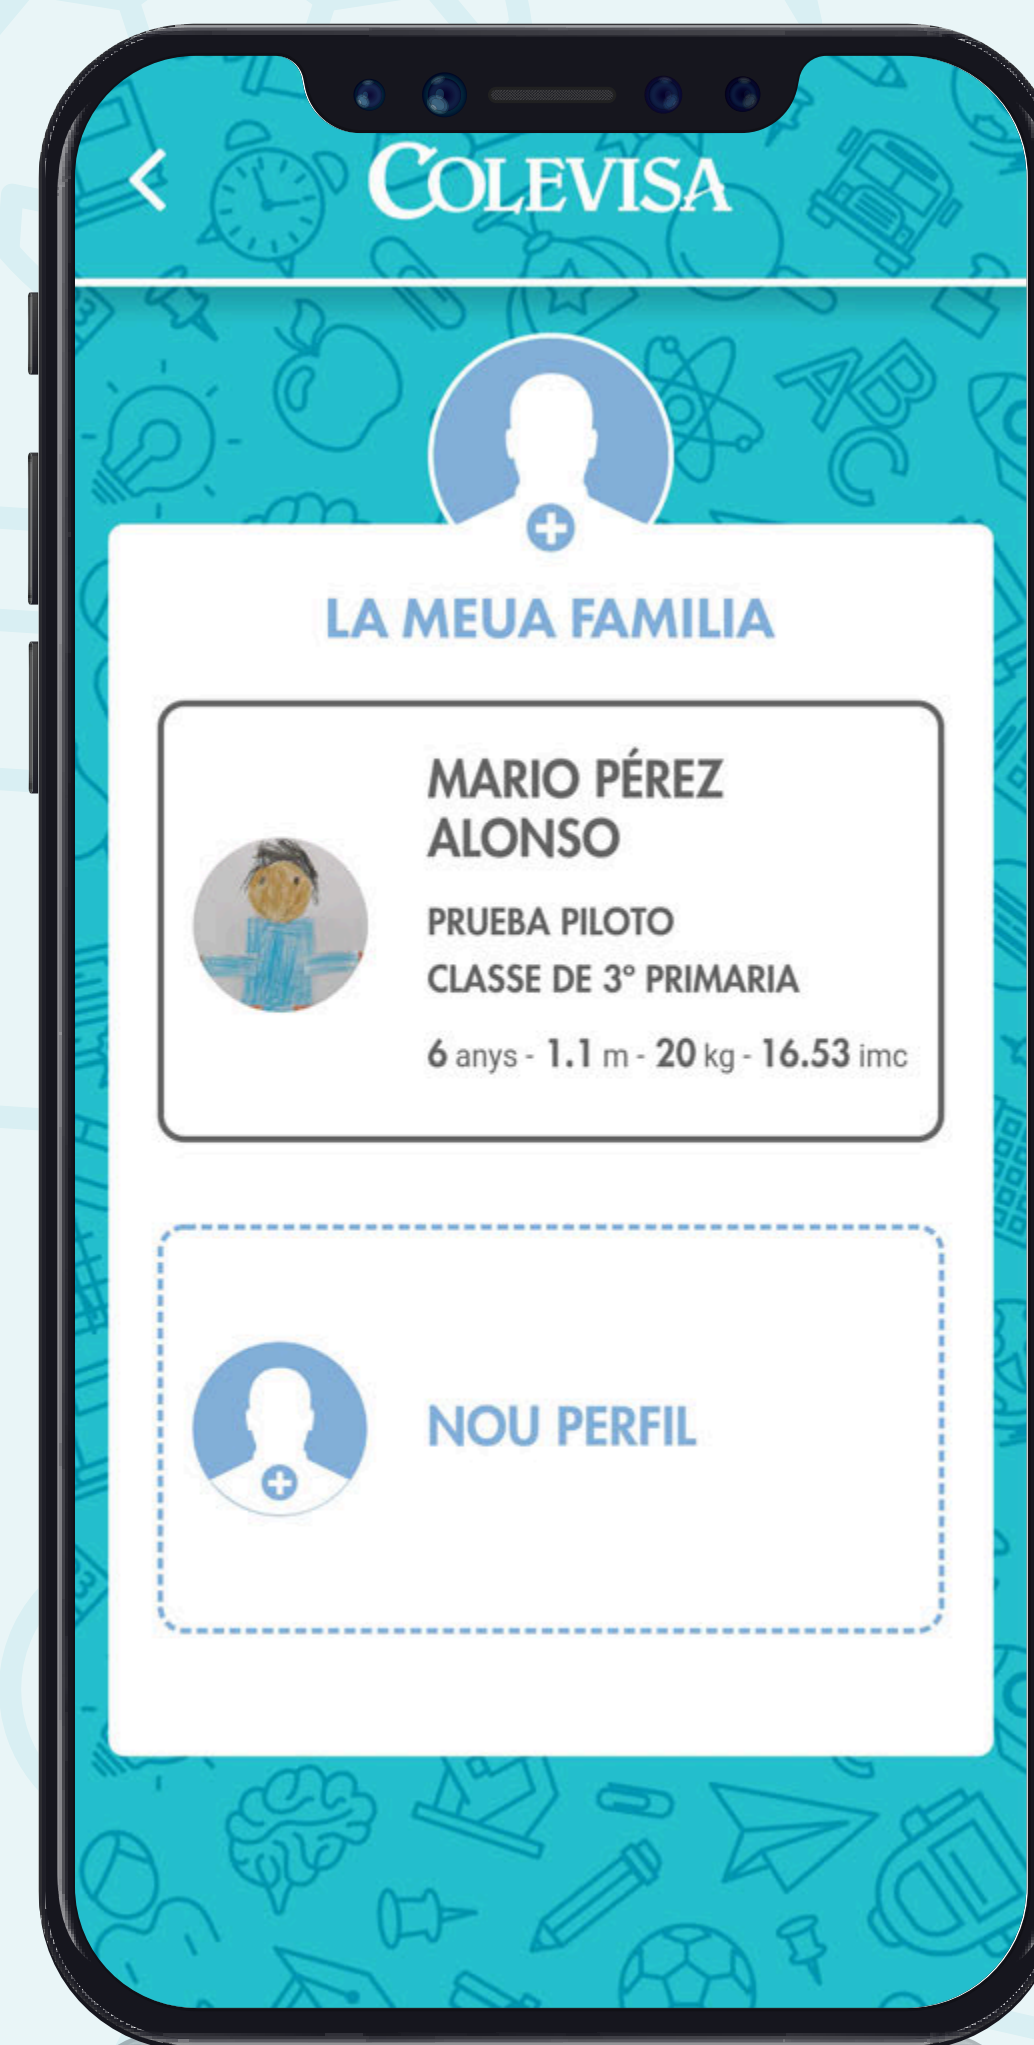 COLEVISA
LA MEUA FAMILIA
MARIO PÉREZ
ALONSO
PRUEBA PILOTO
CLASSE DE 3º PRIMARIA
6 anys - 1.1 m - 20 kg - 16.53 imc
NOU PERFIL
ABC